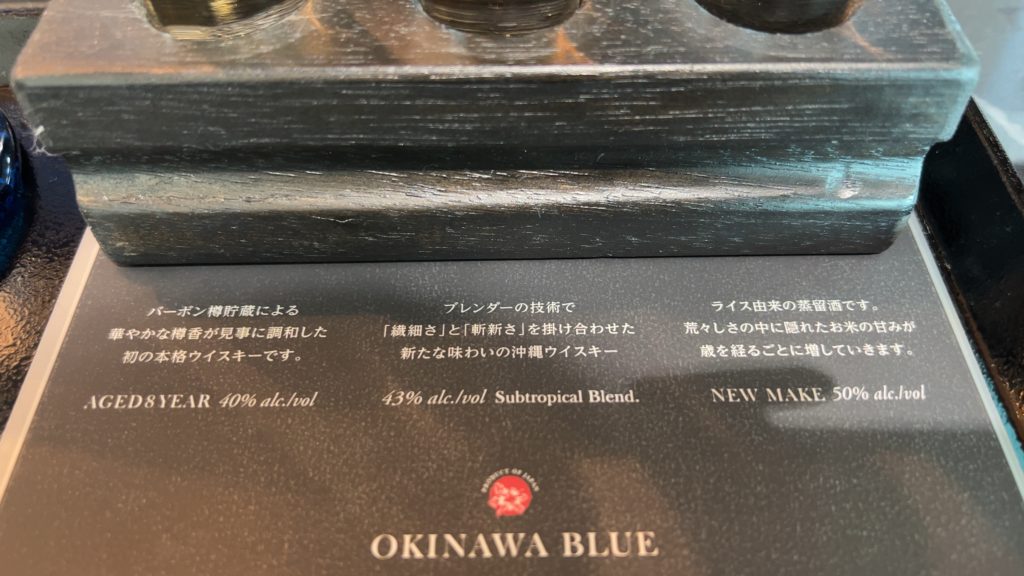 バーボン樽貯蔵による
華やかな樽香が見事に調和した
初の本格ウイスキーです。
AGED 8 YEAR 40% alc./vol
ブレンダーの技術で
「繊細さ」と「斬新さ」を掛け合わせた
新たな味わいの沖縄ウイスキー
43% alc./vol Subtropical Blend.
ライス由来の蒸留酒です。
荒々しさの中に隠れたお米の甘みが
歳を経るごとに増していきます。
NEW MAKE 50% alc./vol
PRODUCT OF JAPAN
OKINAWA BLUE